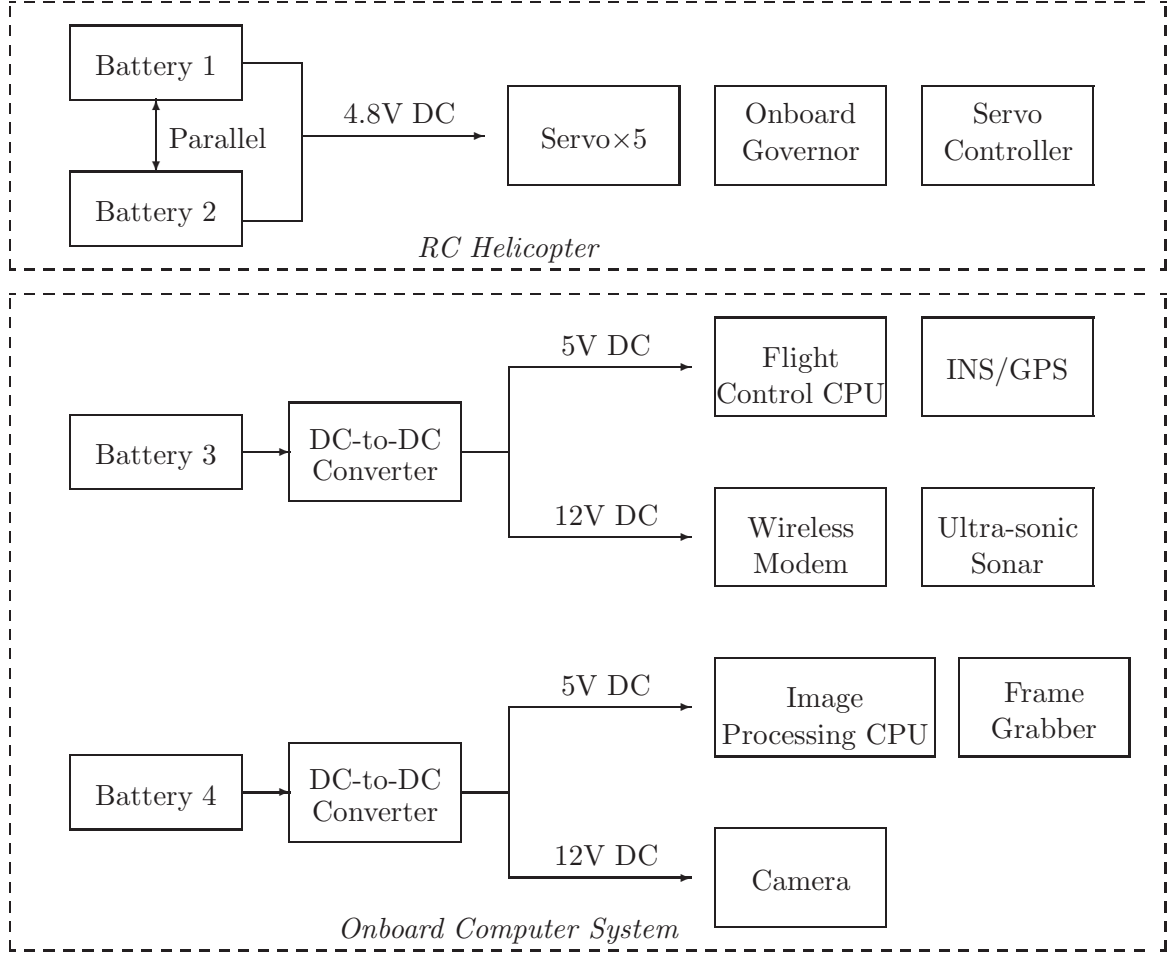 Battery 1
Parallel
Battery 2
4.8V DC
Servo×5
Onboard
Governor
Servo
Controller
RC Helicopter
Battery 3
DC-to-DC
Converter
5V DC
Flight
Control CPU
INS/GPS
12V DC
Wireless
Modem
Ultra-sonic
Sonar
Battery 4
DC-to-DC
Converter
5V DC
Image
Processing CPU
Frame
Grabber
12V DC
Camera
Onboard Computer System